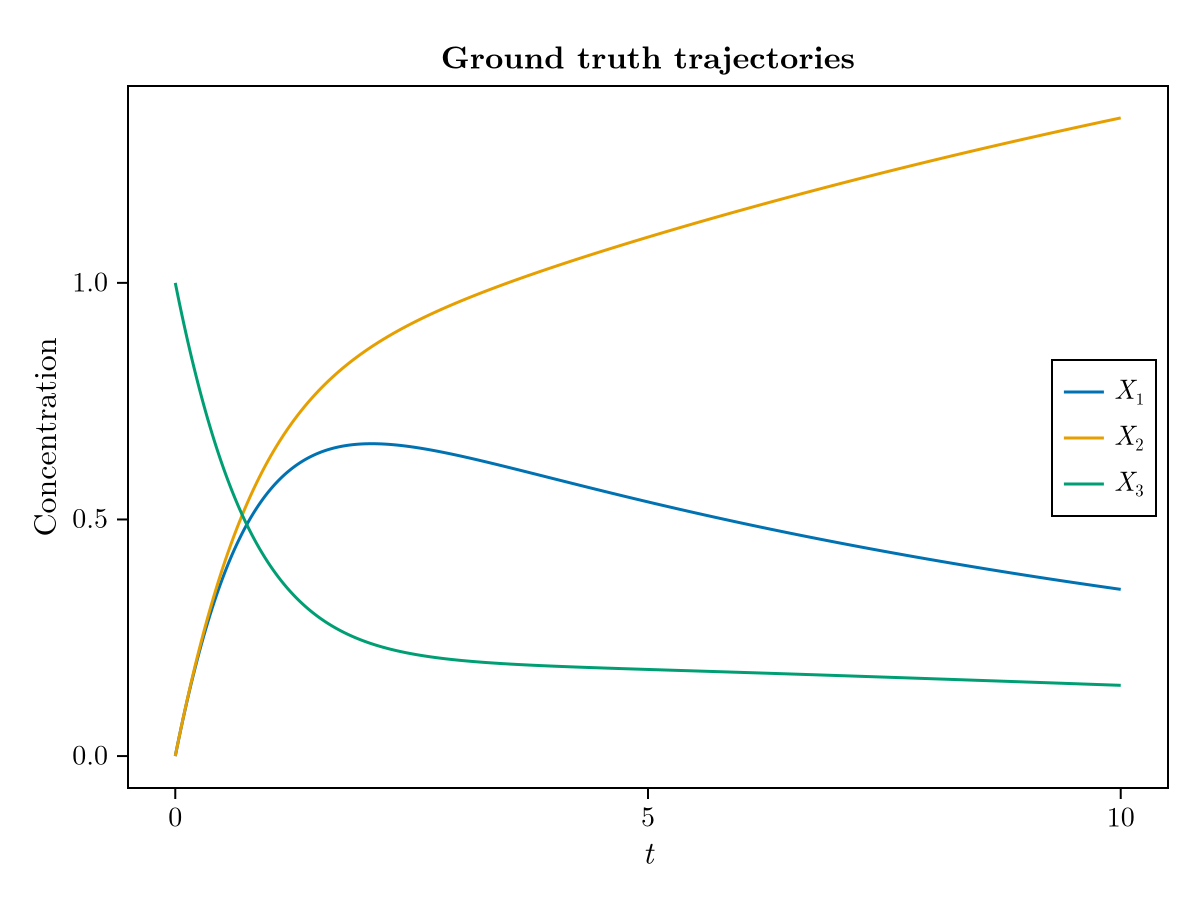 Ground truth trajectories
Concentration
1.0
0.5
0.0
0
5
10
t
X₁
X₂
X₃